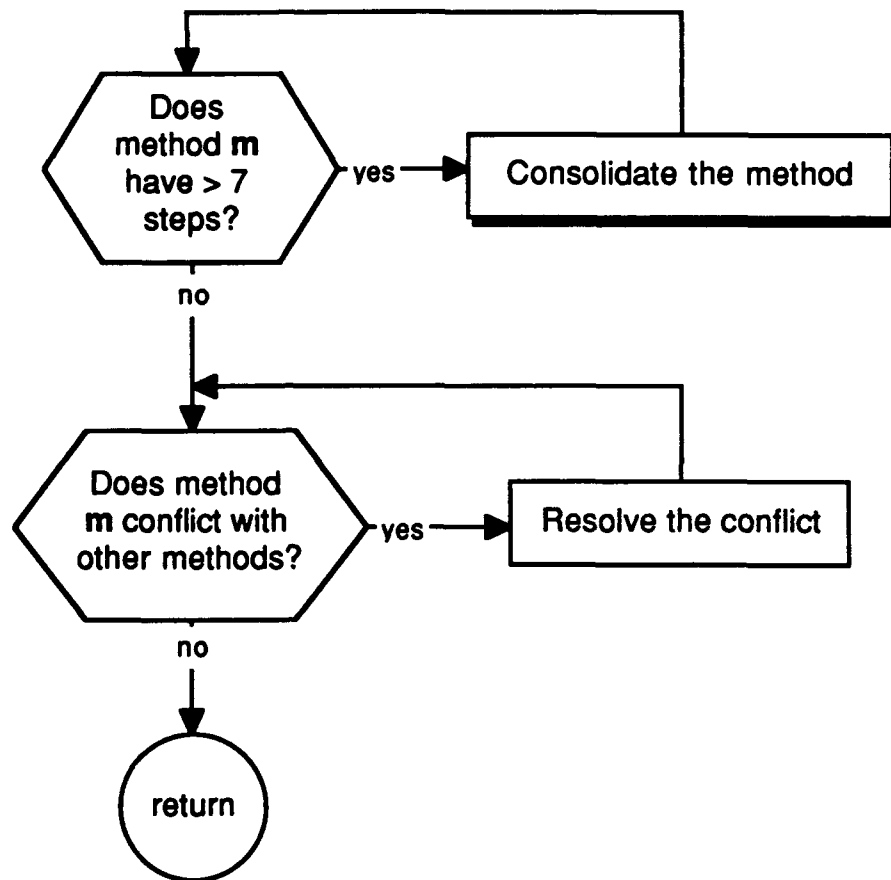 Does
method m
have > 7
steps?
yes
Consolidate the method
no
Does method
m conflict with
other methods?
yes
Resolve the conflict
no
return